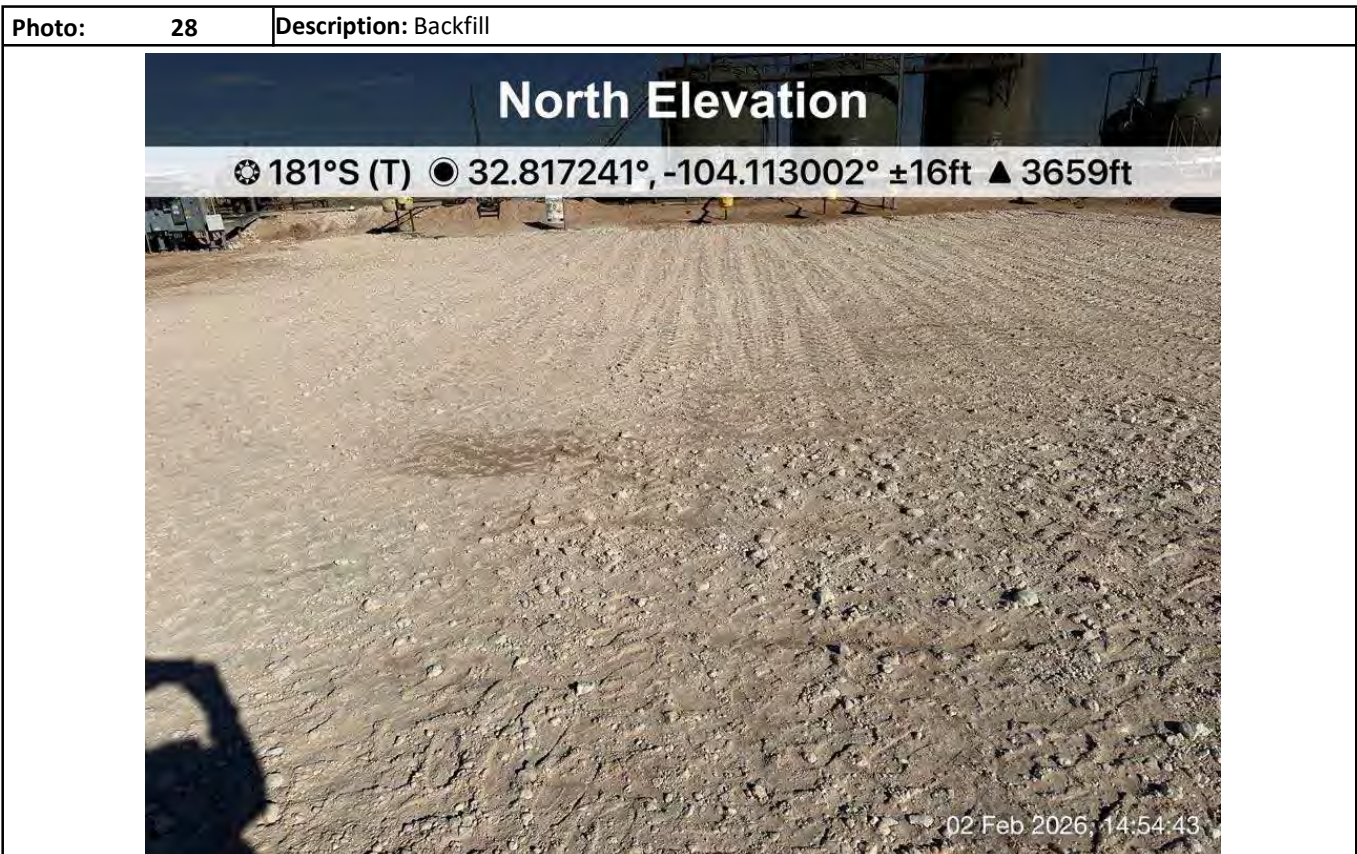 Photo: 28 Description: Backfill
North Elevation
181°S (T) 32.817241°, -104.113002° ±16ft ▲ 3659ft
02 Feb 2026, 14:54:43